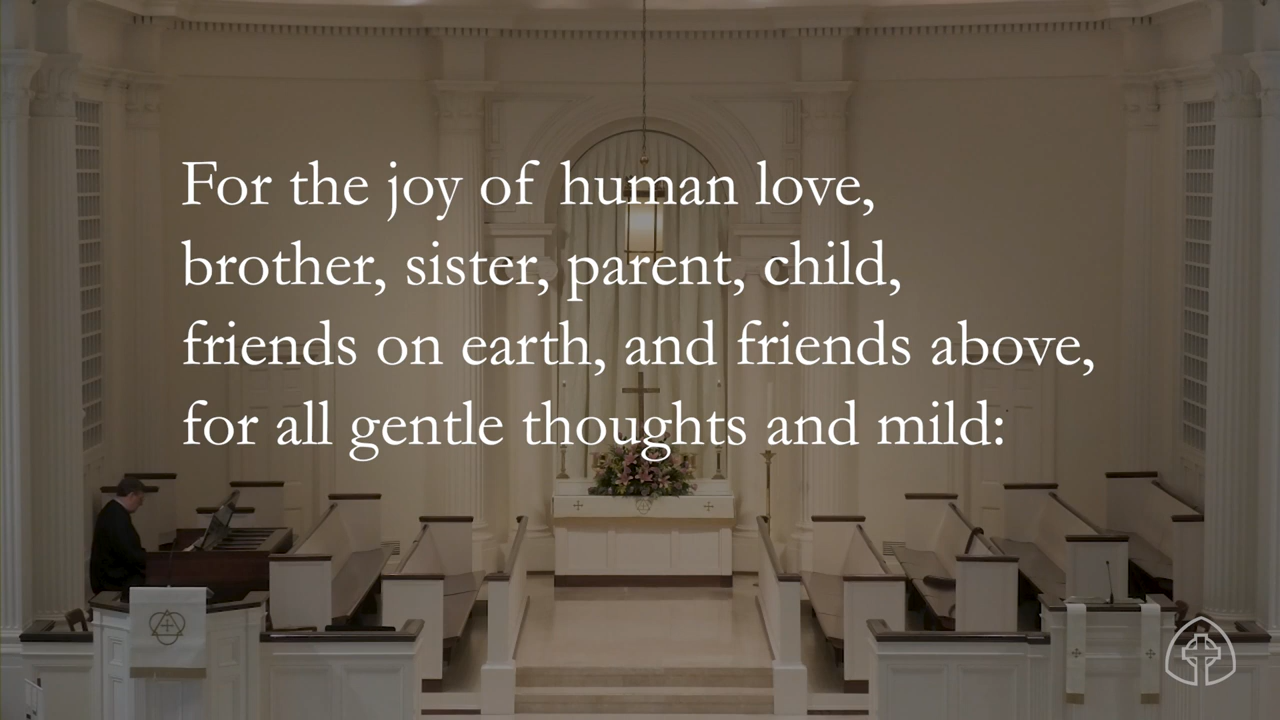 For the joy of human love,
brother, sister, parent, child,
friends on earth, and friends above,
for all gentle thoughts and mild: